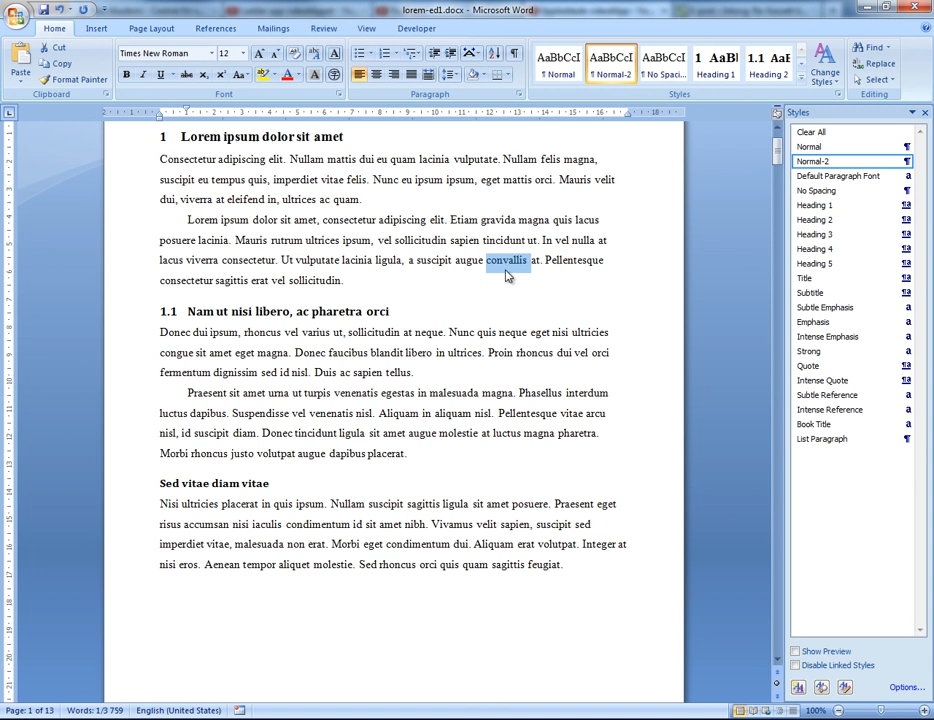 lorem-ed1.docx - Microsoft Word
Home Insert Page Layout References Mailings Review View Developer
Paste Cut Copy Format Painter
Times New Roman 12
AaBbCcI AaBbCcI AaBbCcI 1 AaBl 1.1 AaE
¶ Normal ¶ Normal-2 ¶ No Spaci... Heading 1 Heading 2
Change Styles
Find Replace Select
Clipboard Font Paragraph Styles Editing
1 Lorem ipsum dolor sit amet
Consectetur adipiscing elit. Nullam mattis dui eu quam lacinia vulputate. Nullam felis magna,
suscipit eu tempus quis, imperdiet vitae felis. Nunc eu ipsum ipsum, eget mattis orci. Mauris velit
dui, viverra at eleifend in, ultrices ac quam.
Lorem ipsum dolor sit amet, consectetur adipiscing elit. Etiam gravida magna quis lacus
posuere lacinia. Mauris rutrum ultrices ipsum, vel sollicitudin sapien tincidunt ut. In vel nulla at
lacus viverra consectetur. Ut vulputate lacinia ligula, a suscipit augue convallis at. Pellentesque
consectetur sagittis erat vel sollicitudin.
1.1 Nam ut nisi libero, ac pharetra orci
Donec dui ipsum, rhoncus vel varius ut, sollicitudin at neque. Nunc quis neque eget nisi ultricies
congue sit amet eget magna. Donec faucibus blandit libero in ultrices. Proin rhoncus dui vel orci
fermentum dignissim sed id nisl. Duis ac sapien tellus.
Praesent sit amet urna ut turpis venenatis egestas in malesuada magna. Phasellus interdum
luctus dapibus. Suspendisse vel venenatis nisl. Aliquam in aliquam nisl. Pellentesque vitae arcu
nisl, id suscipit diam. Donec tincidunt ligula sit amet augue molestie at luctus magna pharetra.
Morbi rhoncus justo volutpat augue dapibus placerat.
Sed vitae diam vitae
Nisi ultricies placerat in quis ipsum. Nullam suscipit sagittis ligula sit amet posuere. Praesent eget
risus accumsan nisi iaculis condimentum id sit amet nibh. Vivamus velit sapien, suscipit sed
imperdiet vitae, malesuada non erat. Morbi eget condimentum dui. Aliquam erat volutpat. Integer at
nisi eros. Aenean tempor aliquet molestie. Sed rhoncus orci quis quam sagittis feugiat.
Styles
Clear All
Normal ¶
Normal-2 ¶
Default Paragraph Font a
No Spacing ¶
Heading 1 ¶a
Heading 2 ¶a
Heading 3 ¶a
Heading 4 ¶a
Heading 5 ¶a
Title ¶a
Subtitle ¶a
Subtle Emphasis a
Emphasis a
Intense Emphasis a
Strong a
Quote ¶a
Intense Quote ¶a
Subtle Reference a
Intense Reference a
Book Title a
List Paragraph ¶
Show Preview
Disable Linked Styles
Options...
Page: 1 of 13 Words: 1/3 759 English (United States) 100%